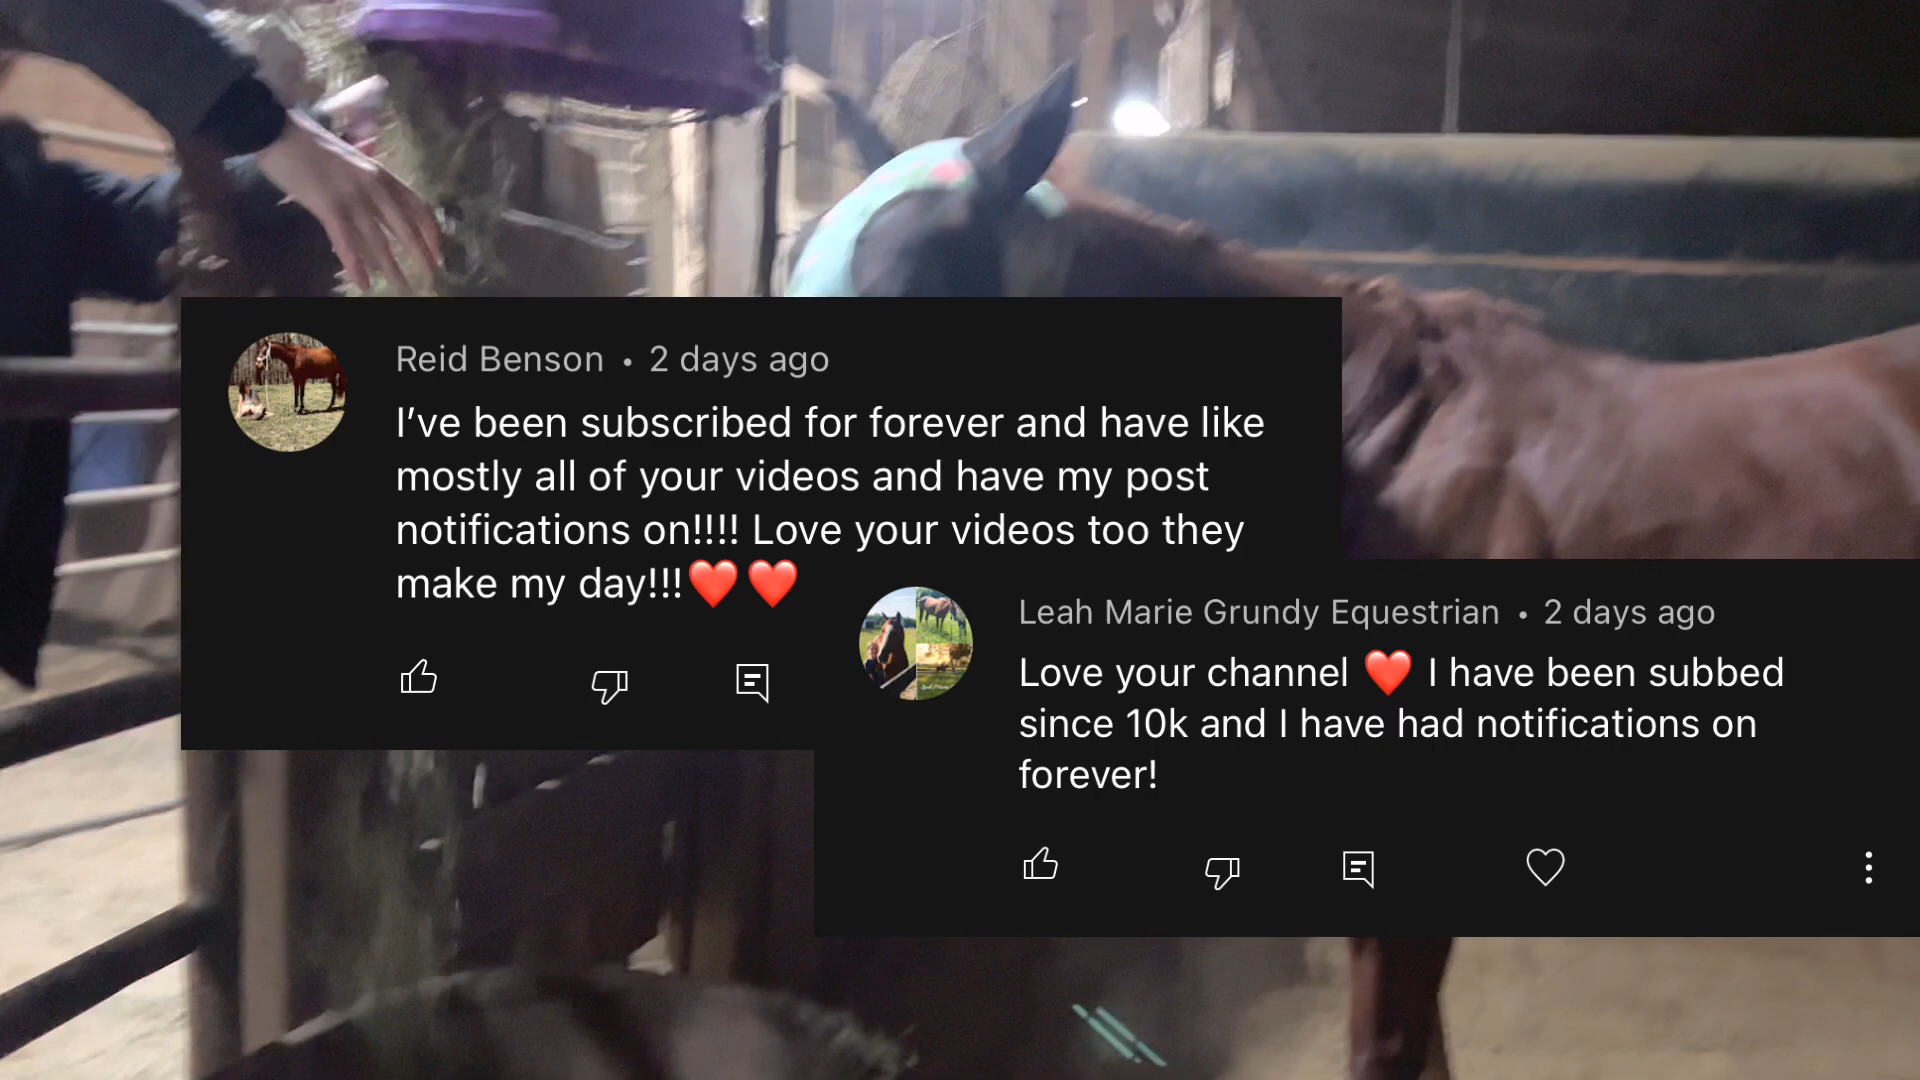 Reid Benson • 2 days ago
I’ve been subscribed for forever and have like
mostly all of your videos and have my post
notifications on!!!! Love your videos too they
make my day!!!❤️❤️
Leah Marie Grundy Equestrian • 2 days ago
Love your channel ❤️ I have been subbed
since 10k and I have had notifications on
forever!